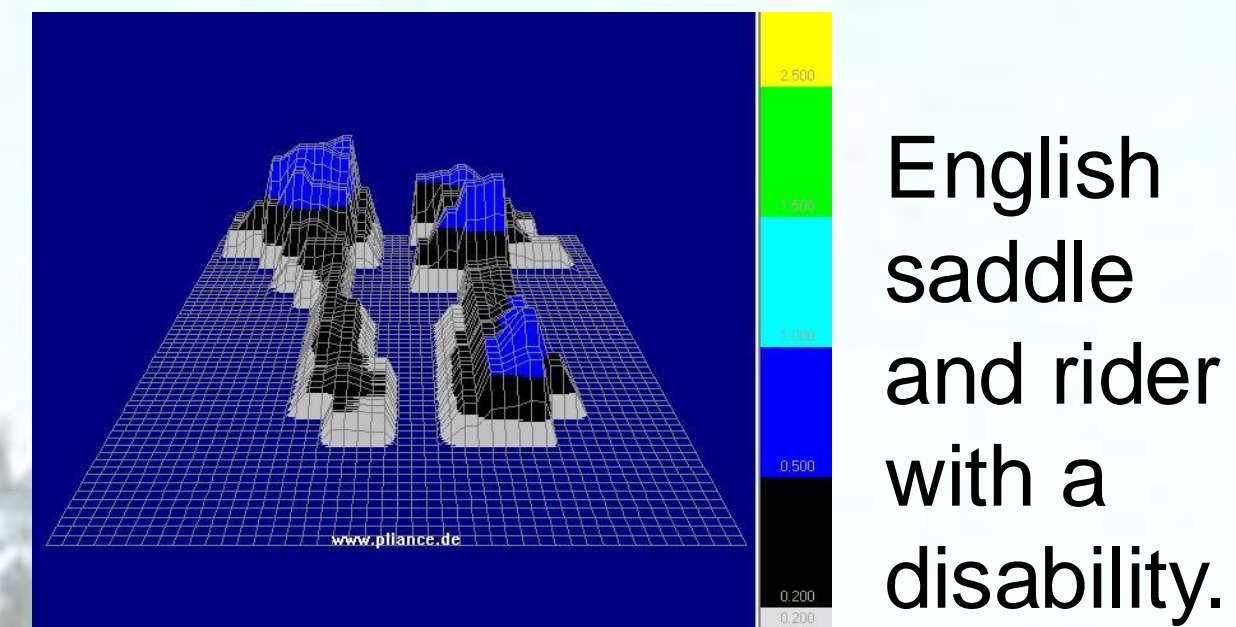 2.500
1.500
1.000
0.500
0.200
0.200
www.pliance.de
English
saddle
and rider
with a
disability.